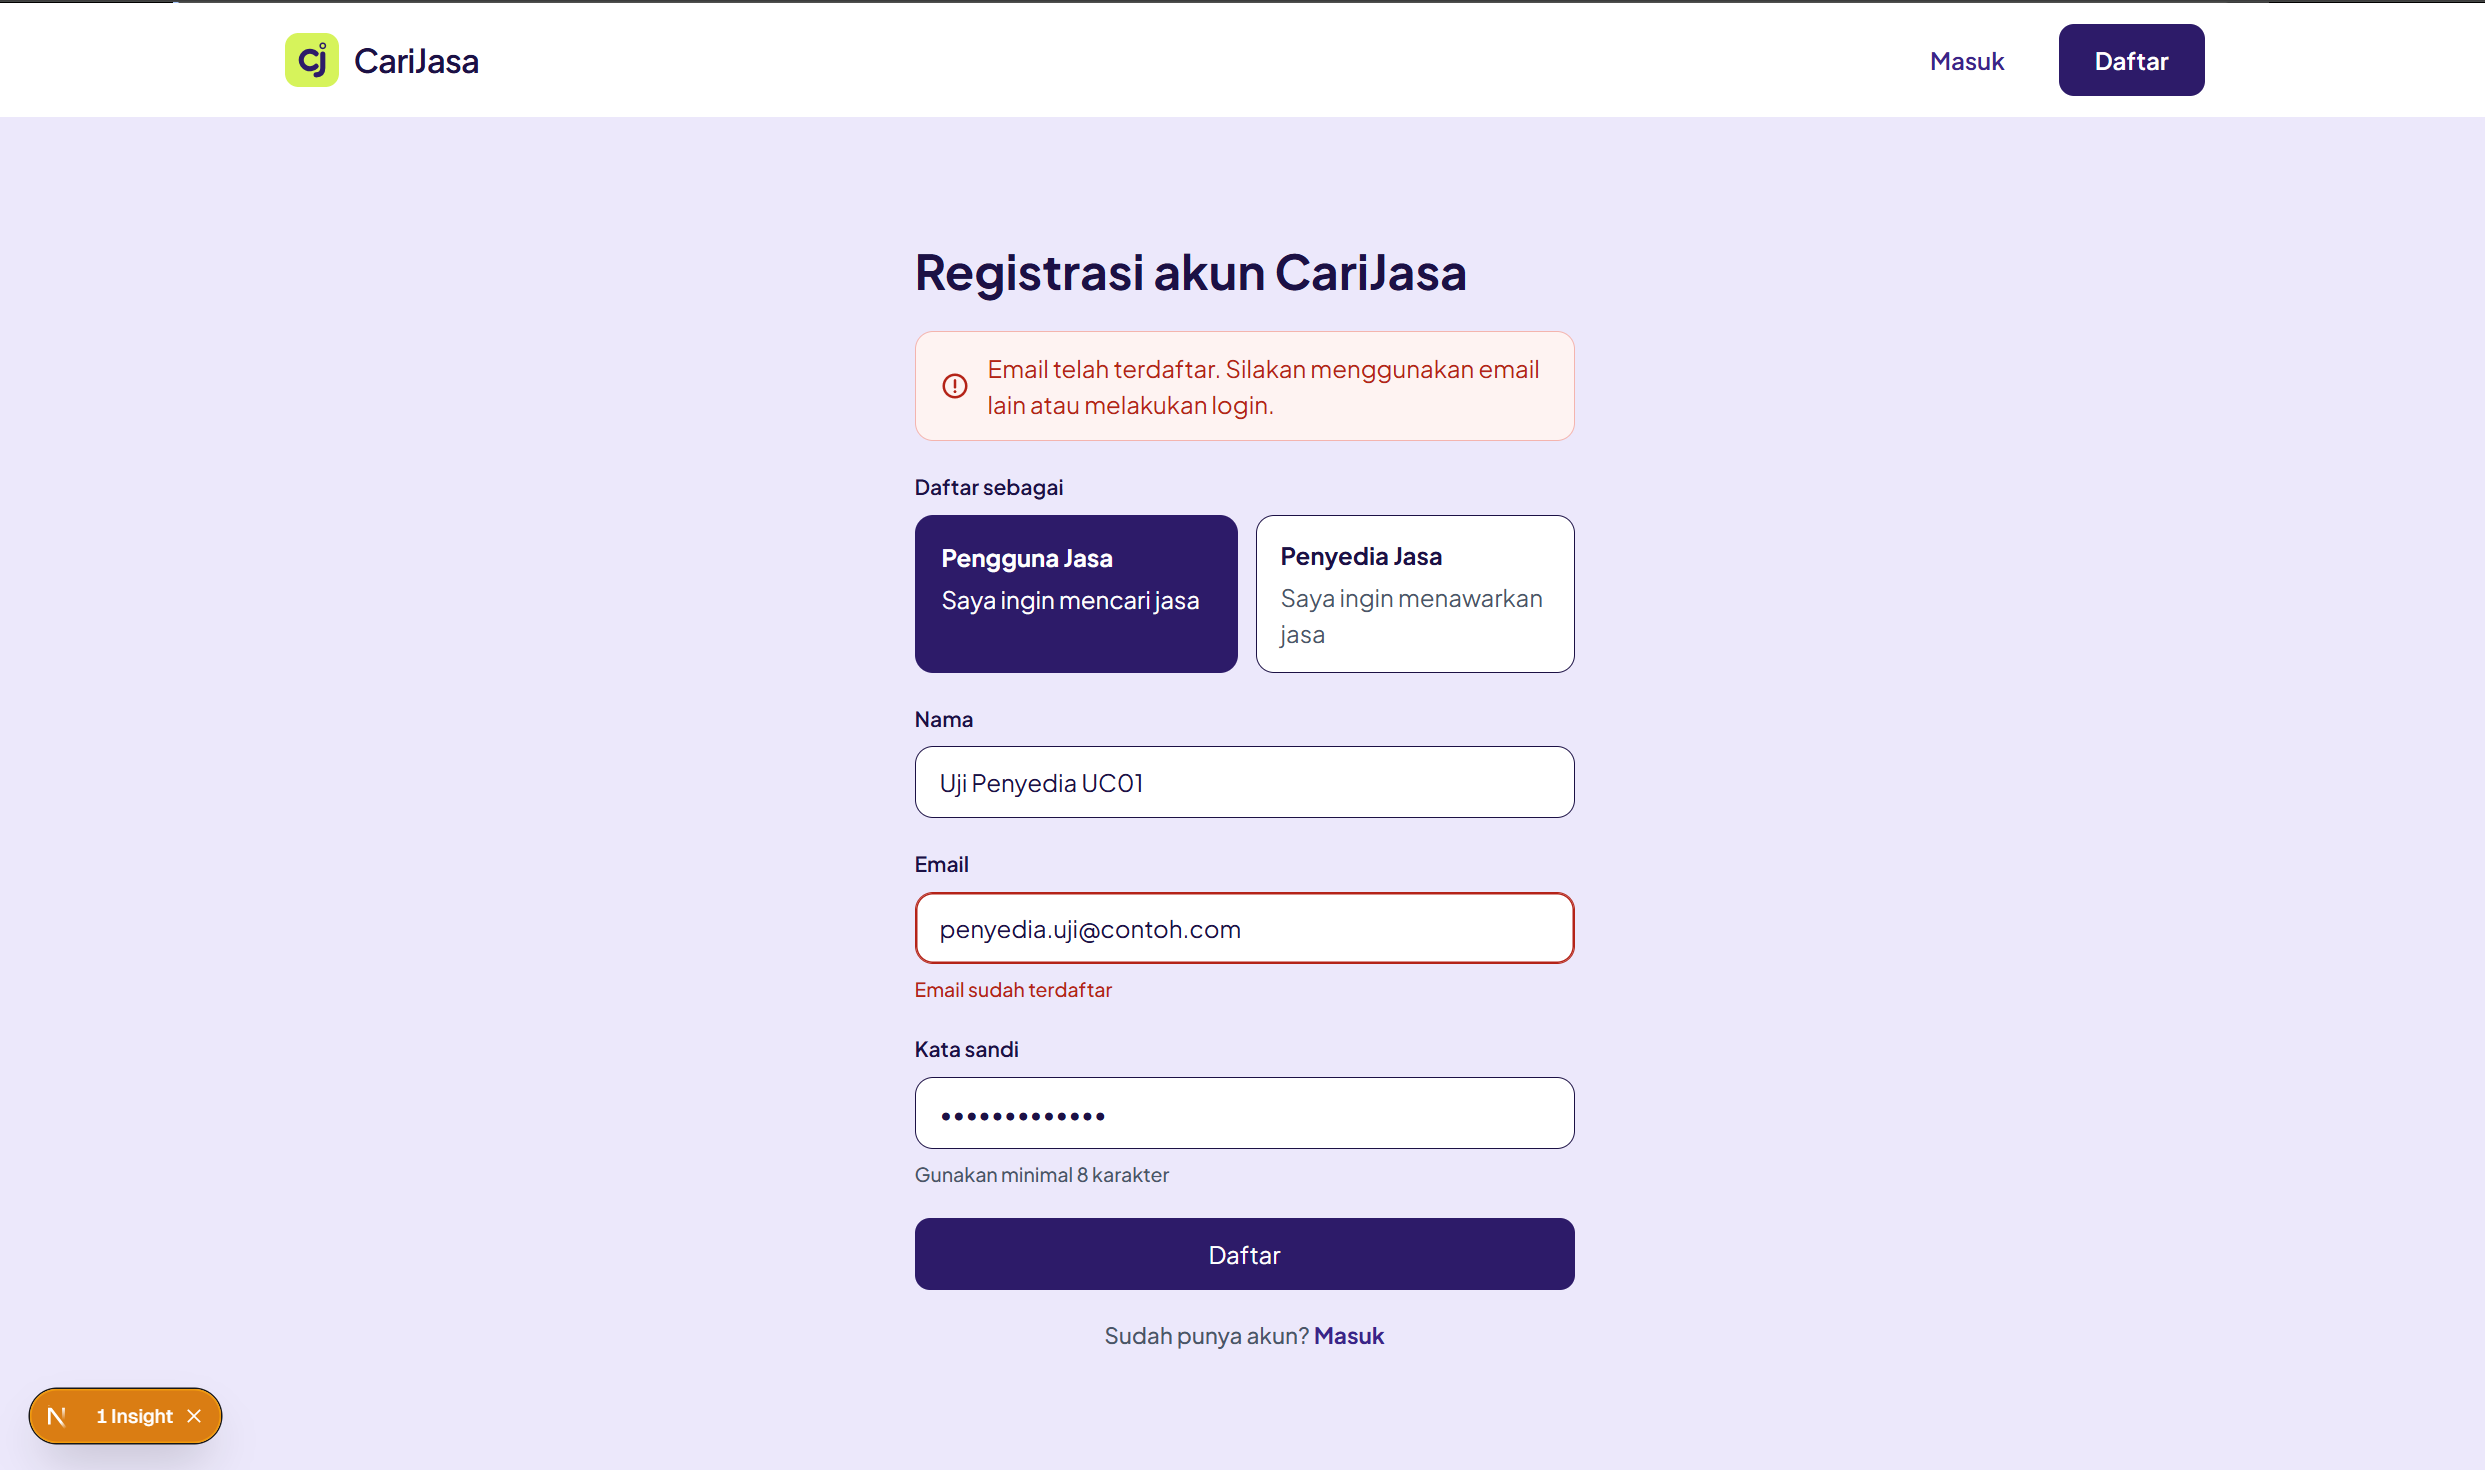 cj CariJasa
Masuk
Daftar
Registrasi akun CariJasa
Email telah terdaftar. Silakan menggunakan email
lain atau melakukan login.
Daftar sebagai
Pengguna Jasa
Saya ingin mencari jasa
Penyedia Jasa
Saya ingin menawarkan
jasa
Nama
Uji Penyedia UC01
Email
penyedia.uji@contoh.com
Email sudah terdaftar
Kata sandi
•••••••••••••
Gunakan minimal 8 karakter
Daftar
Sudah punya akun? Masuk
N 1 Insight